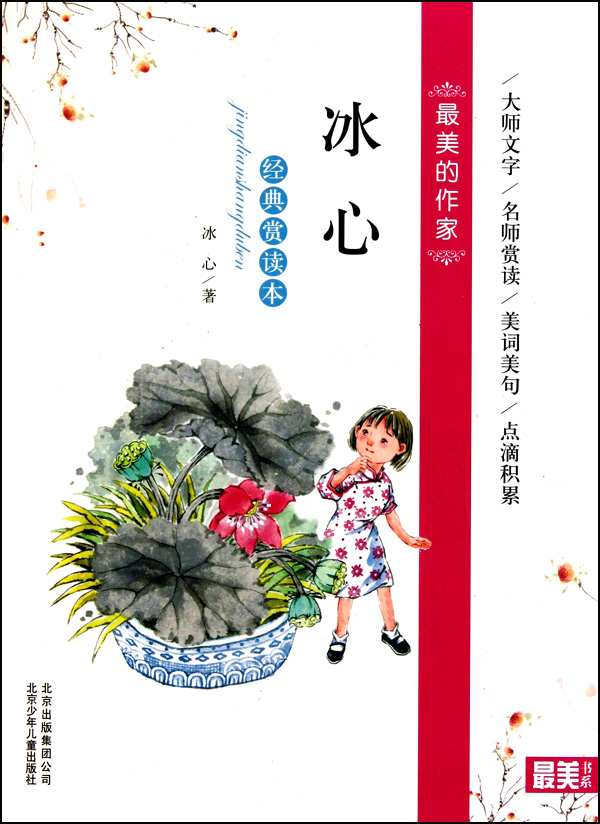 ／大师文字／名师赏读／美词美句／点滴积累
最美的作家
冰心
经典赏读本
jingdianshangduben
冰心／著
北京出版集团公司
北京少年儿童出版社
最美书系